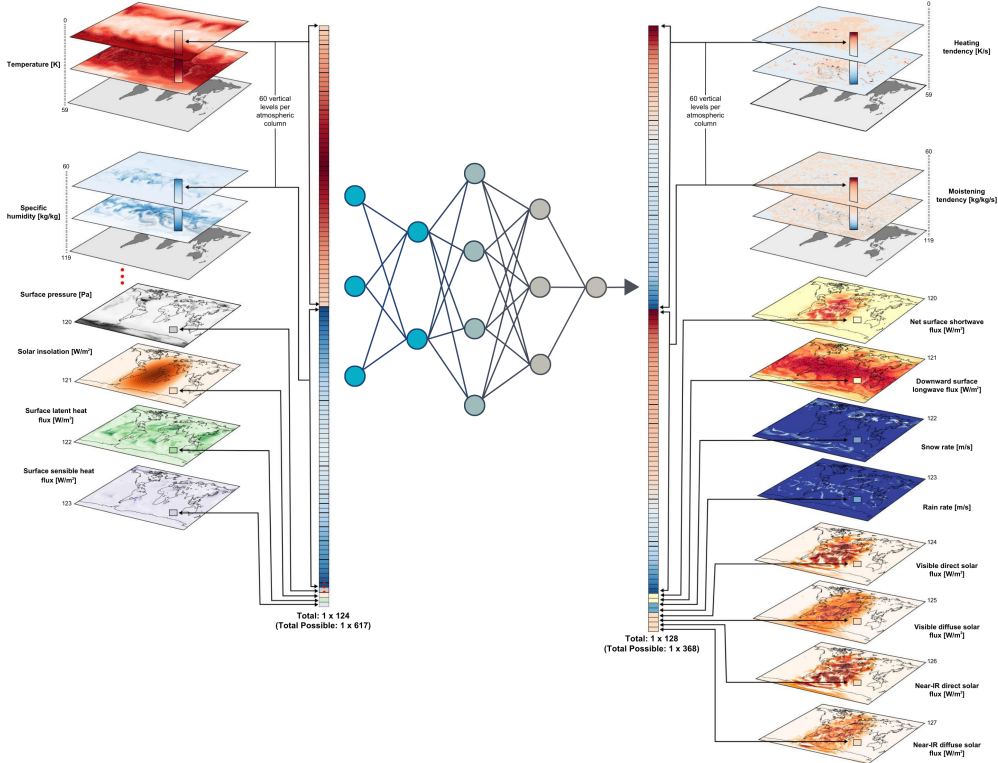 0
Temperature [K]
59
60 vertical
levels per
atmospheric
column
60
Specific
humidity [kg/kg]
119
Surface pressure [Pa]
120
Solar insolation [W/m²]
121
Surface latent heat
flux [W/m²]
122
Surface sensible heat
flux [W/m²]
123
Total: 1 x 124
(Total Possible: 1 x 617)
0
Heating
tendency [K/s]
59
60 vertical
levels per
atmospheric
column
60
Moistening
tendency [kg/kg/s]
119
120
Net surface shortwave
flux [W/m²]
121
Downward surface
longwave flux [W/m²]
122
Snow rate [m/s]
123
Rain rate [m/s]
124
Visible direct solar
flux [W/m²]
125
Visible diffuse solar
flux [W/m²]
126
Near-IR direct solar
flux [W/m²]
127
Near-IR diffuse solar
flux [W/m²]
Total: 1 x 128
(Total Possible: 1 x 368)